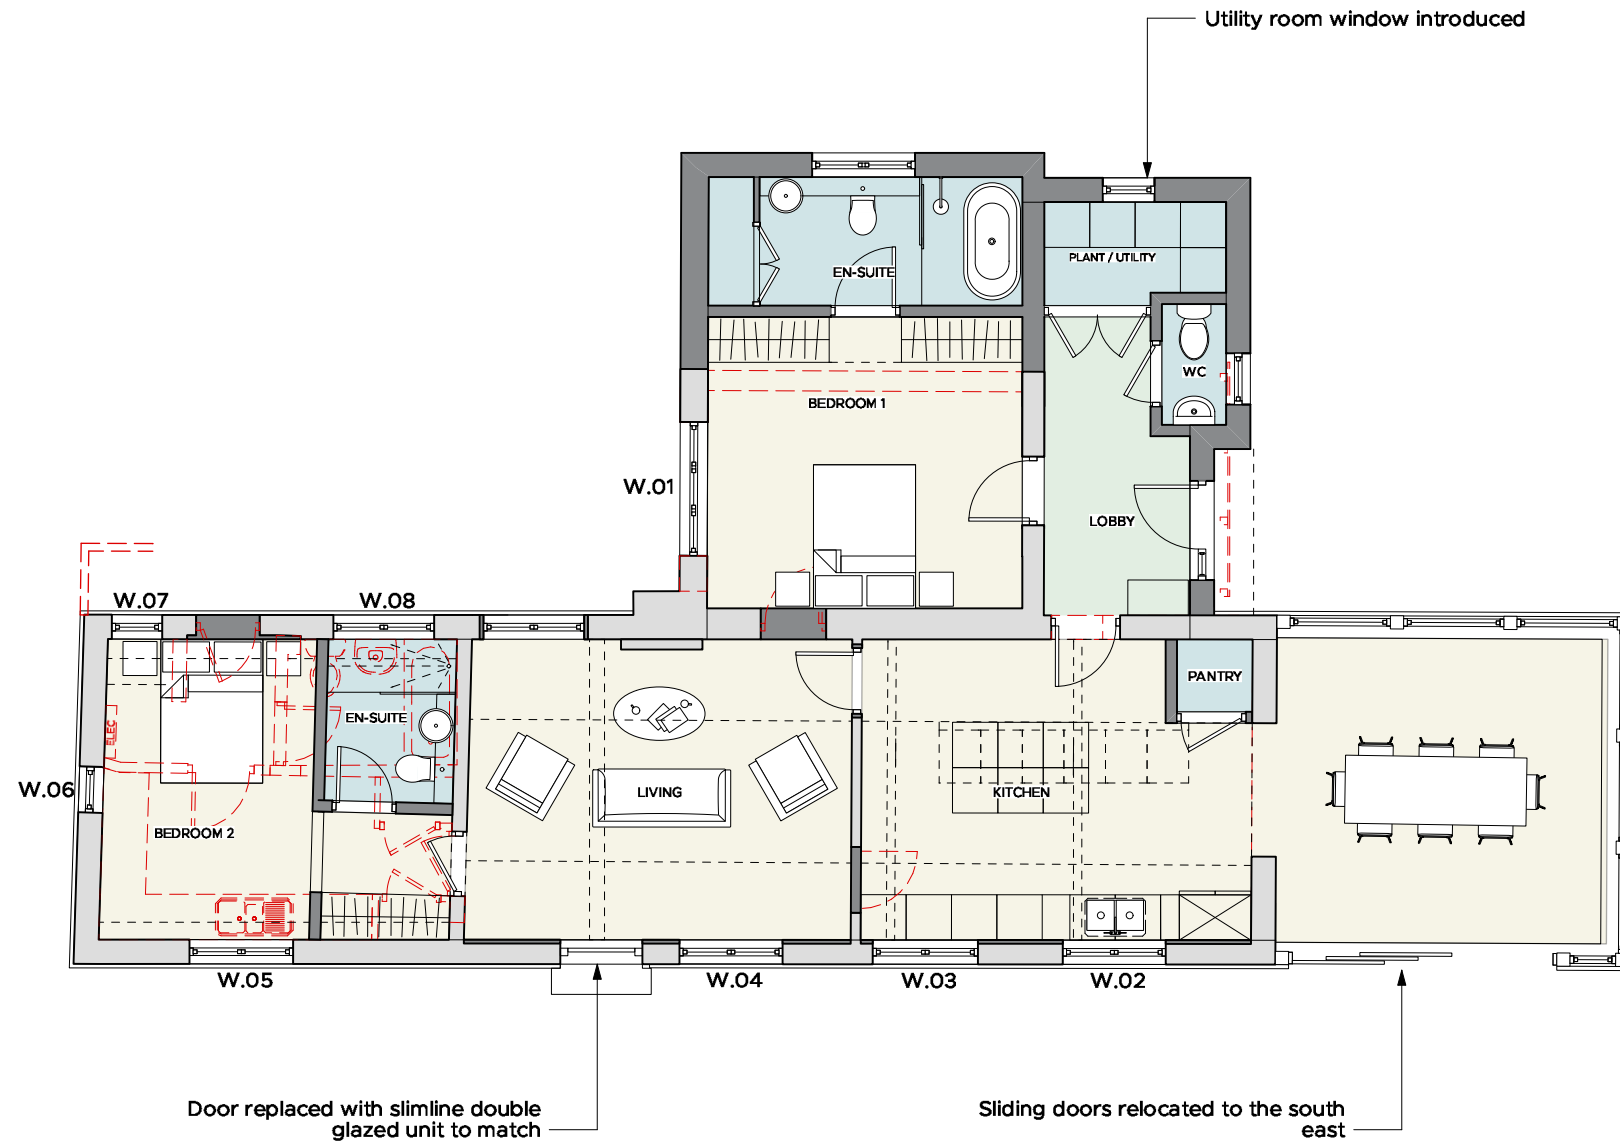 Utility room window introduced
EN-SUITE
PLANT / UTILITY
WC
BEDROOM 1
W.01
LOBBY
W.07
W.08
PANTRY
EN-SUITE
ELEC
W.06
LIVING
KITCHEN
BEDROOM 2
W.05
W.04
W.03
W.02
Door replaced with slimline double
glazed unit to match
Sliding doors relocated to the south
east